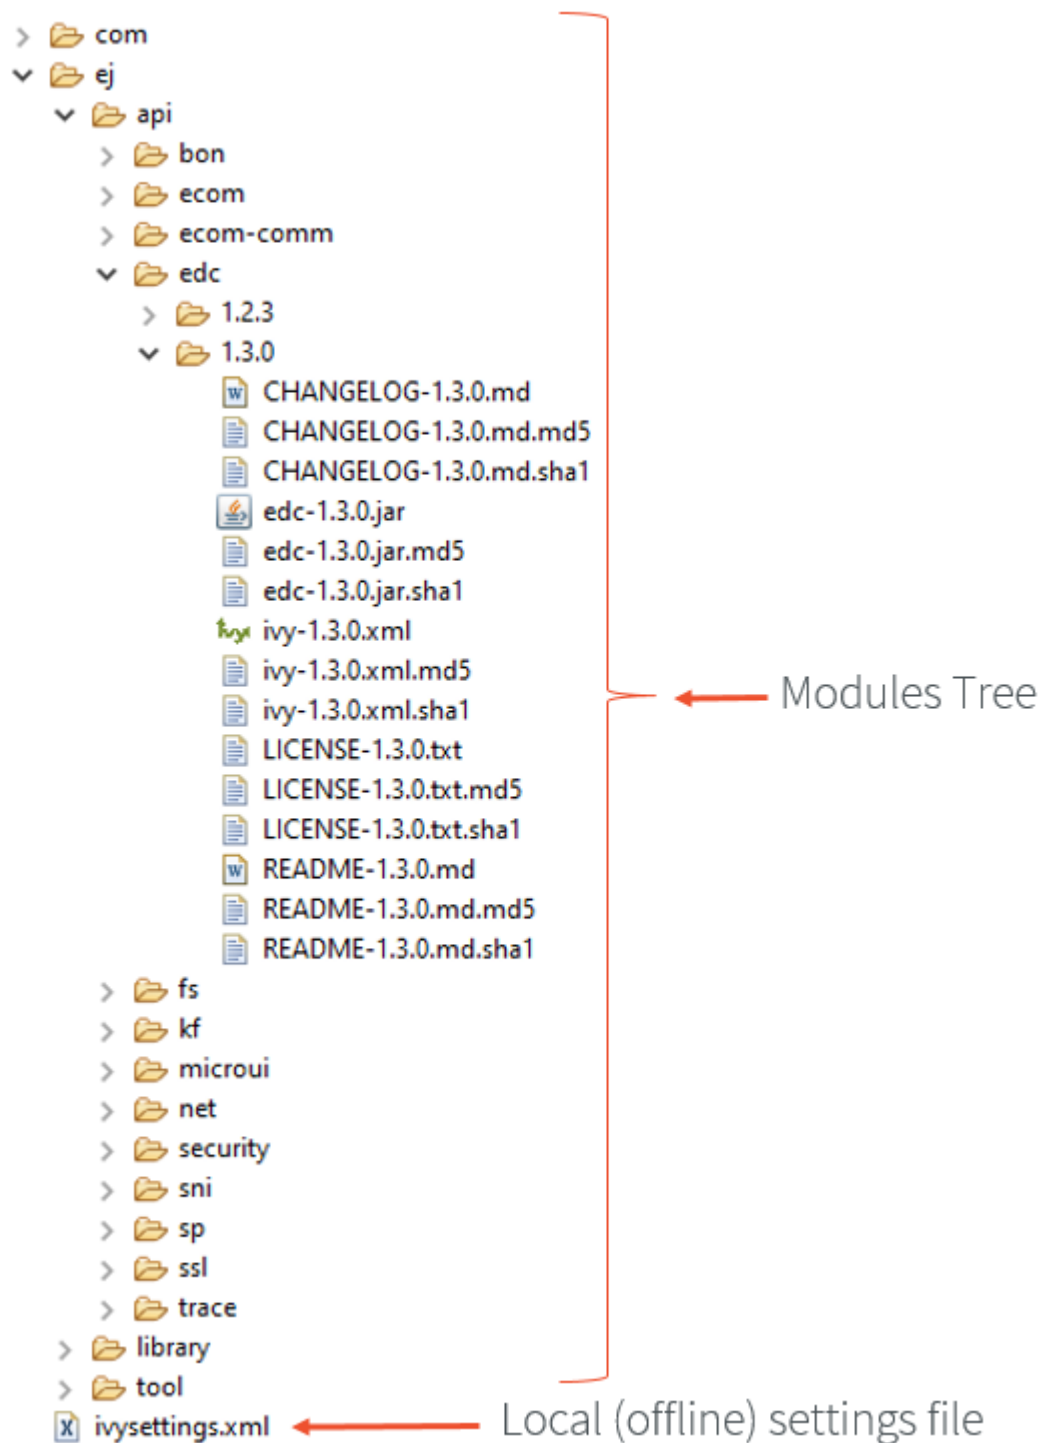 com
ej
api
bon
ecom
ecom-comm
edc
1.2.3
1.3.0
CHANGELOG-1.3.0.md
CHANGELOG-1.3.0.md.md5
CHANGELOG-1.3.0.md.sha1
edc-1.3.0.jar
edc-1.3.0.jar.md5
edc-1.3.0.jar.sha1
ivy-1.3.0.xml
ivy-1.3.0.xml.md5
ivy-1.3.0.xml.sha1
Modules Tree
LICENSE-1.3.0.txt
LICENSE-1.3.0.txt.md5
LICENSE-1.3.0.txt.sha1
README-1.3.0.md
README-1.3.0.md.md5
README-1.3.0.md.sha1
fs
kf
microui
net
security
sni
sp
ssl
trace
library
tool
ivysettings.xml
Local (offline) settings file